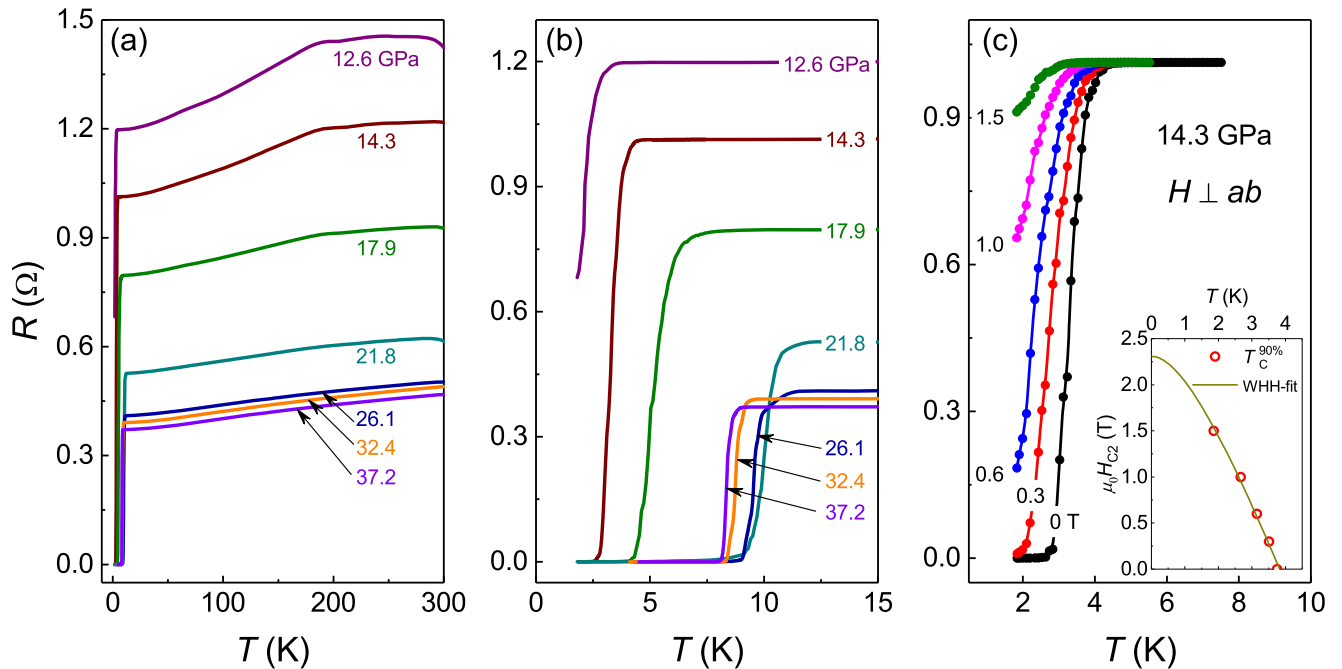 (a)
1.5
1.2
0.9
0.6
0.3
0.0
R (Ω)
12.6 GPa
14.3
17.9
21.8
26.1
32.4
37.2
0
100
200
300
T (K)
(b)
1.2
0.9
0.6
0.3
0.0
12.6 GPa
14.3
17.9
21.8
26.1
32.4
37.2
0
5
10
15
T (K)
(c)
0.9
0.6
0.3
0.0
14.3 GPa
H ⊥ ab
1.5
1.0
0.6
0.3
0 T
2
4
6
8
10
T (K)
T (K)
0 1 2 3 4
2.5
2.0
1.5
1.0
0.5
0.0
μ₀H_C2 (T)
T_C^90%
WHH-fit